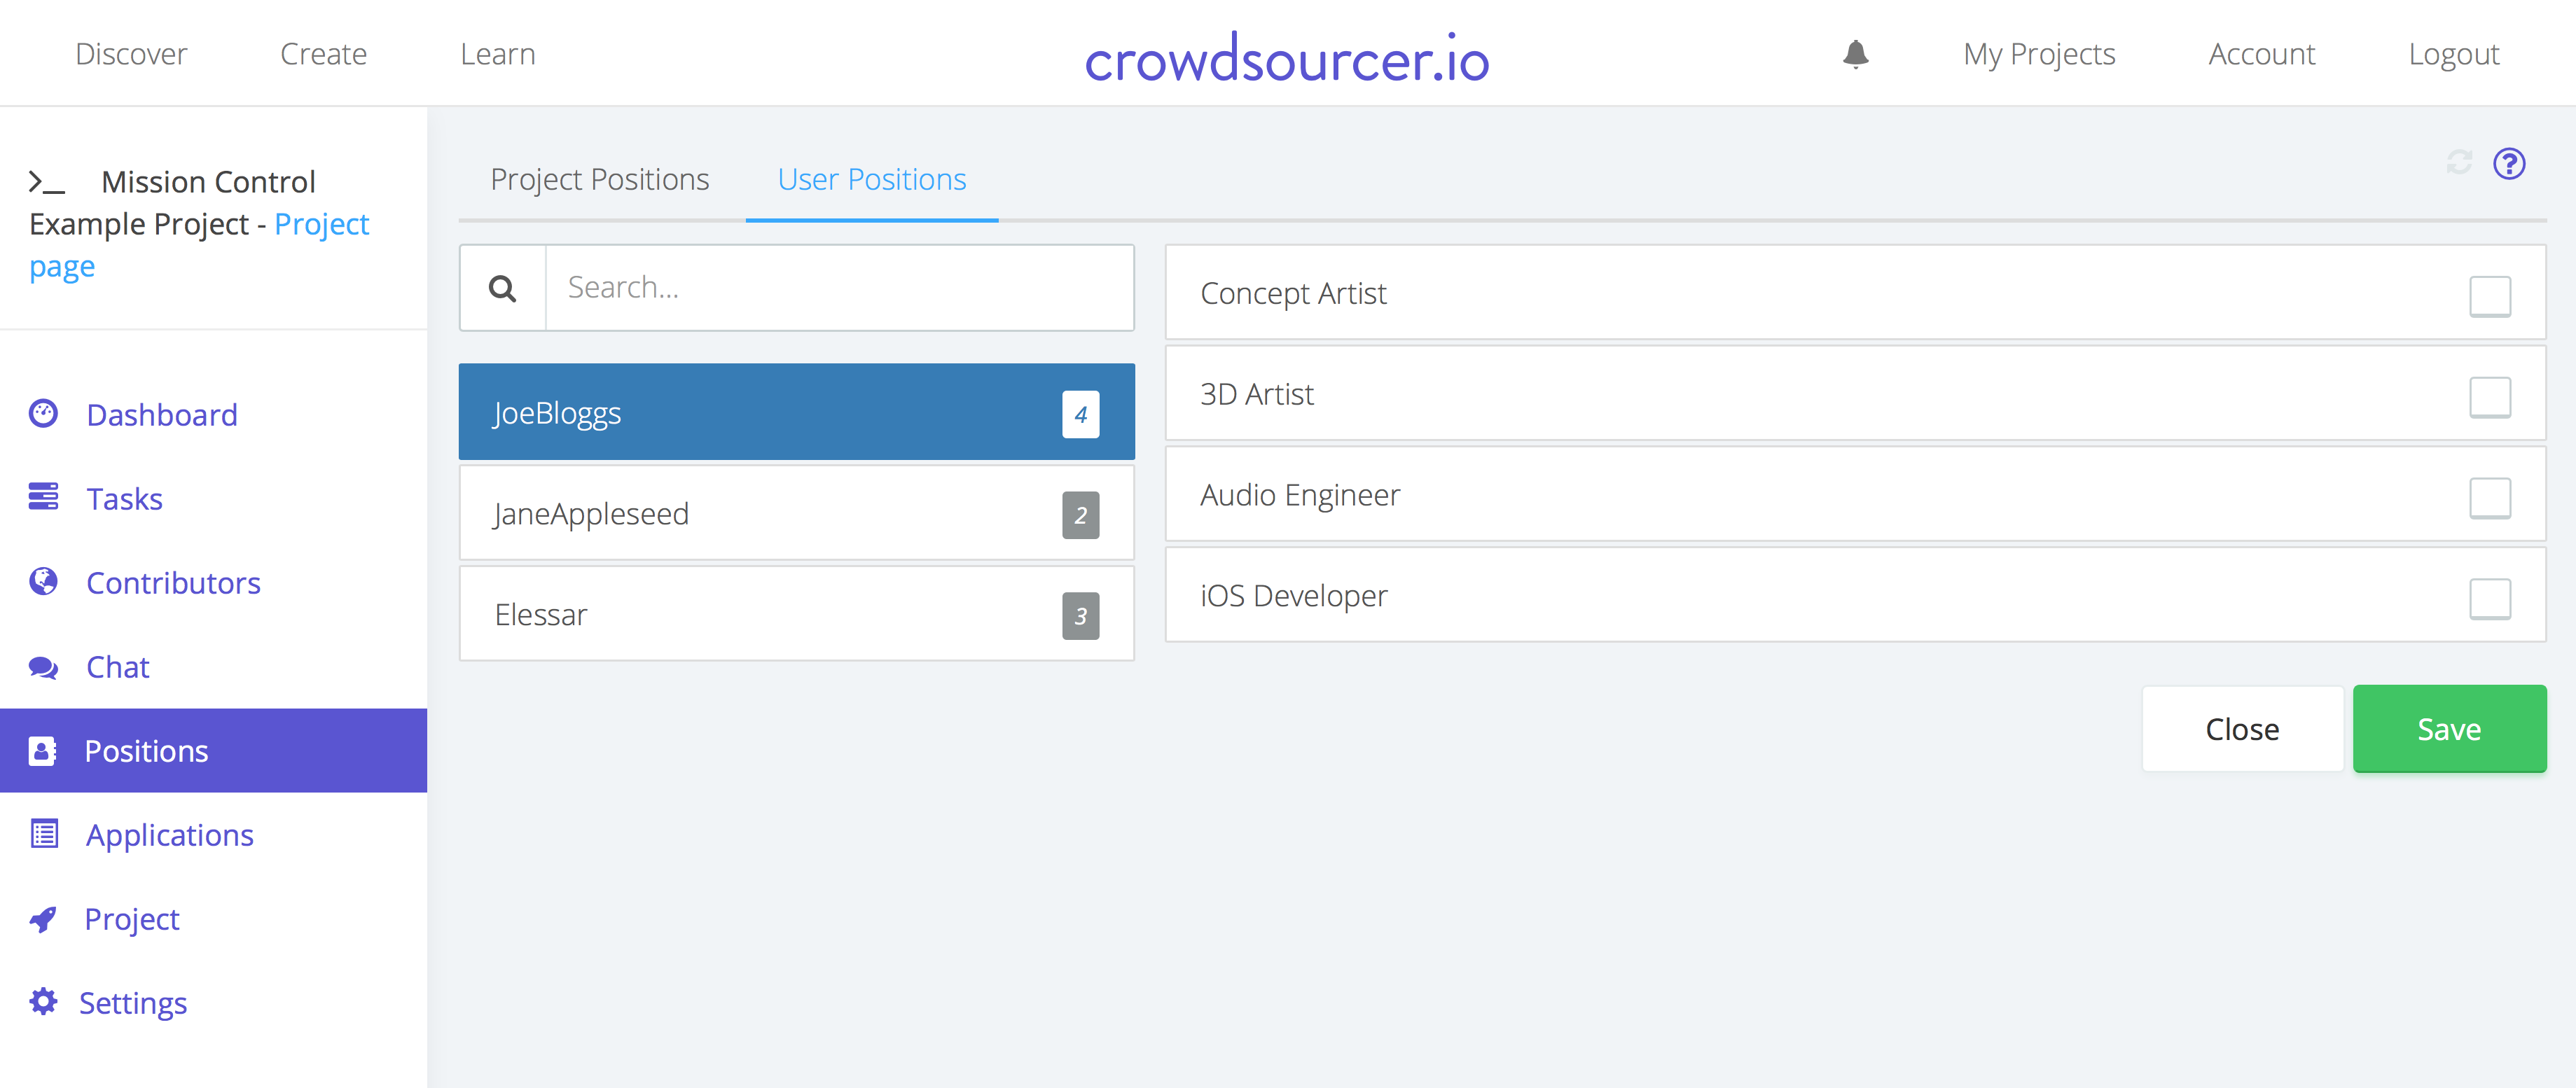 Discover
Create
Learn
crowdsourcer.io
My Projects
Account
Logout
Mission Control
Example Project - Project
page
Dashboard
Tasks
Contributors
Chat
Positions
Applications
Project
Settings
Project Positions
User Positions
?
Search...
JoeBloggs 4
JaneAppleseed 2
Elessar 3
Concept Artist
3D Artist
Audio Engineer
iOS Developer
Close
Save